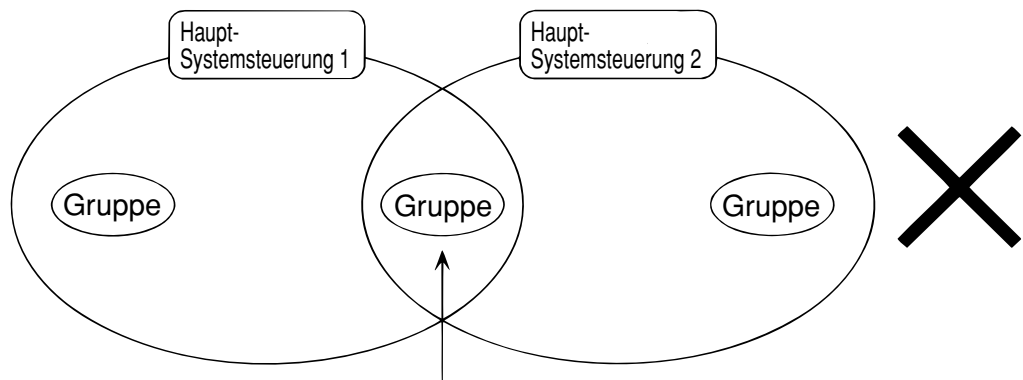 Haupt-
Systemsteuerung 1
Haupt-
Systemsteuerung 2
Gruppe
Gruppe
Gruppe